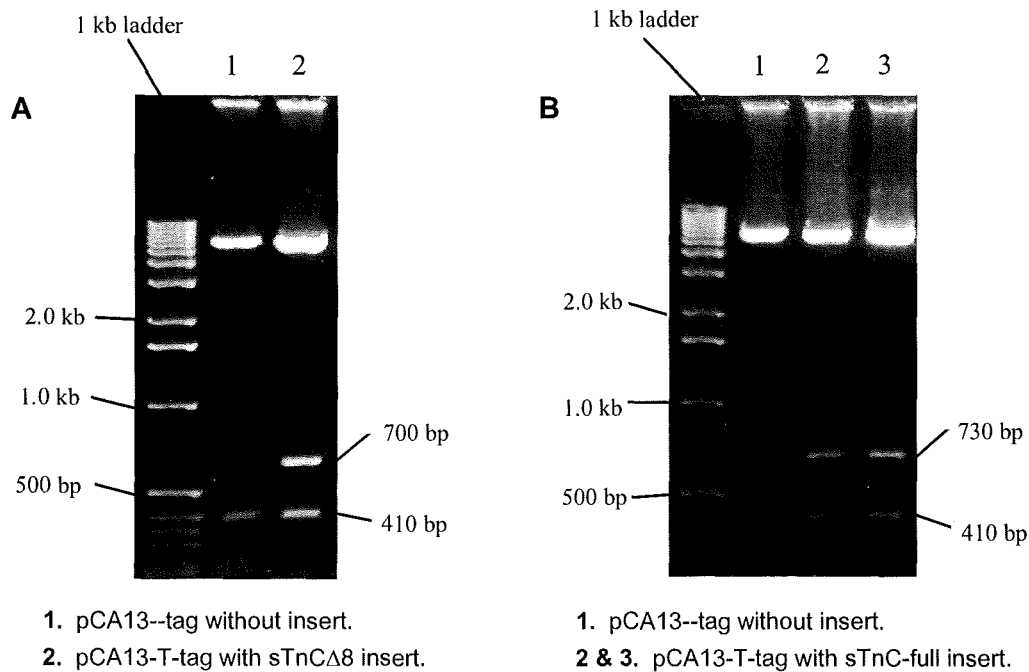 1 kb ladder
1 2
A
2.0 kb
1.0 kb
700 bp
500 bp
410 bp
1. pCA13--tag without insert.
2. pCA13-T-tag with sTnCΔ8 insert.
1 kb ladder
1 2 3
B
2.0 kb
1.0 kb
730 bp
500 bp
410 bp
1. pCA13--tag without insert.
2 & 3. pCA13-T-tag with sTnC-full insert.